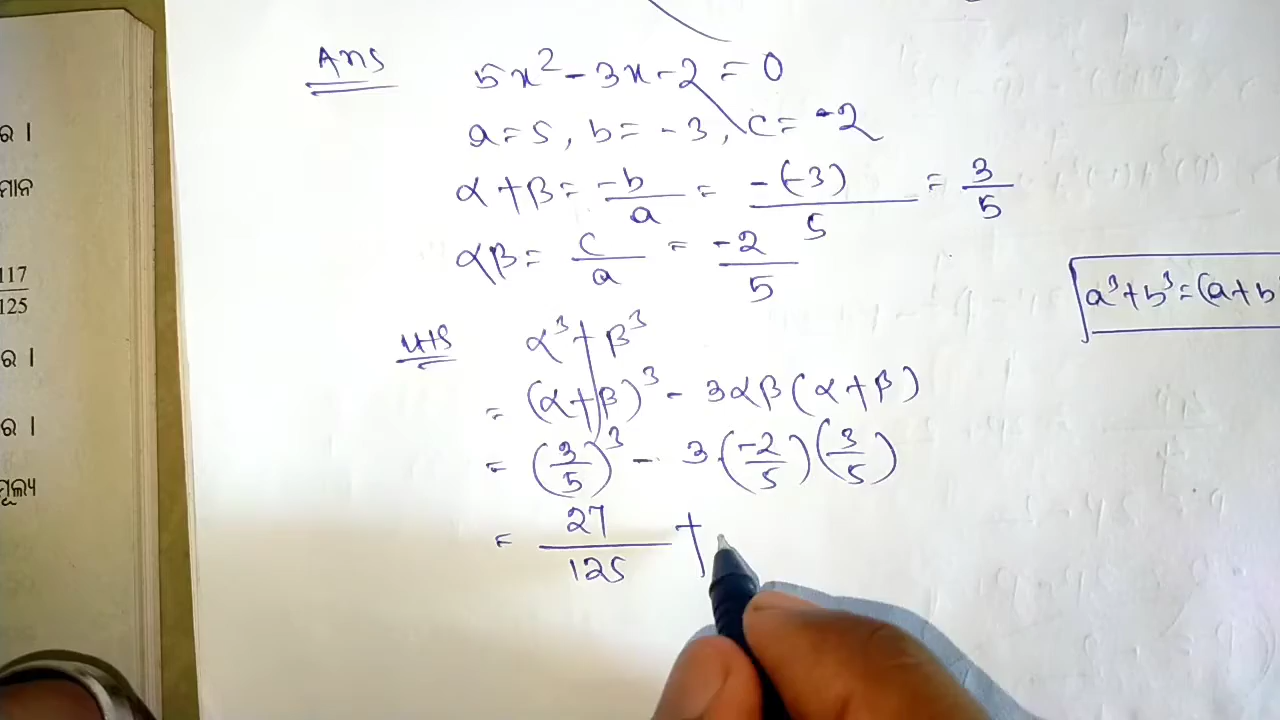 Ans 5x² - 3x - 2 = 0
a = 5, b = -3, c = -2
α + β = -b/a = -(-3)/5 = 3/5
αβ = c/a = -2/5
LHS α³ + β³
= (α + β)³ - 3αβ(α + β)
= (3/5)³ - 3(-2/5)(3/5)
= 27/125 +
a³ + b³ = (a + b
ର ।
ମାନ
117/125
ର ।
ର ।
ମୂଲ୍ୟ